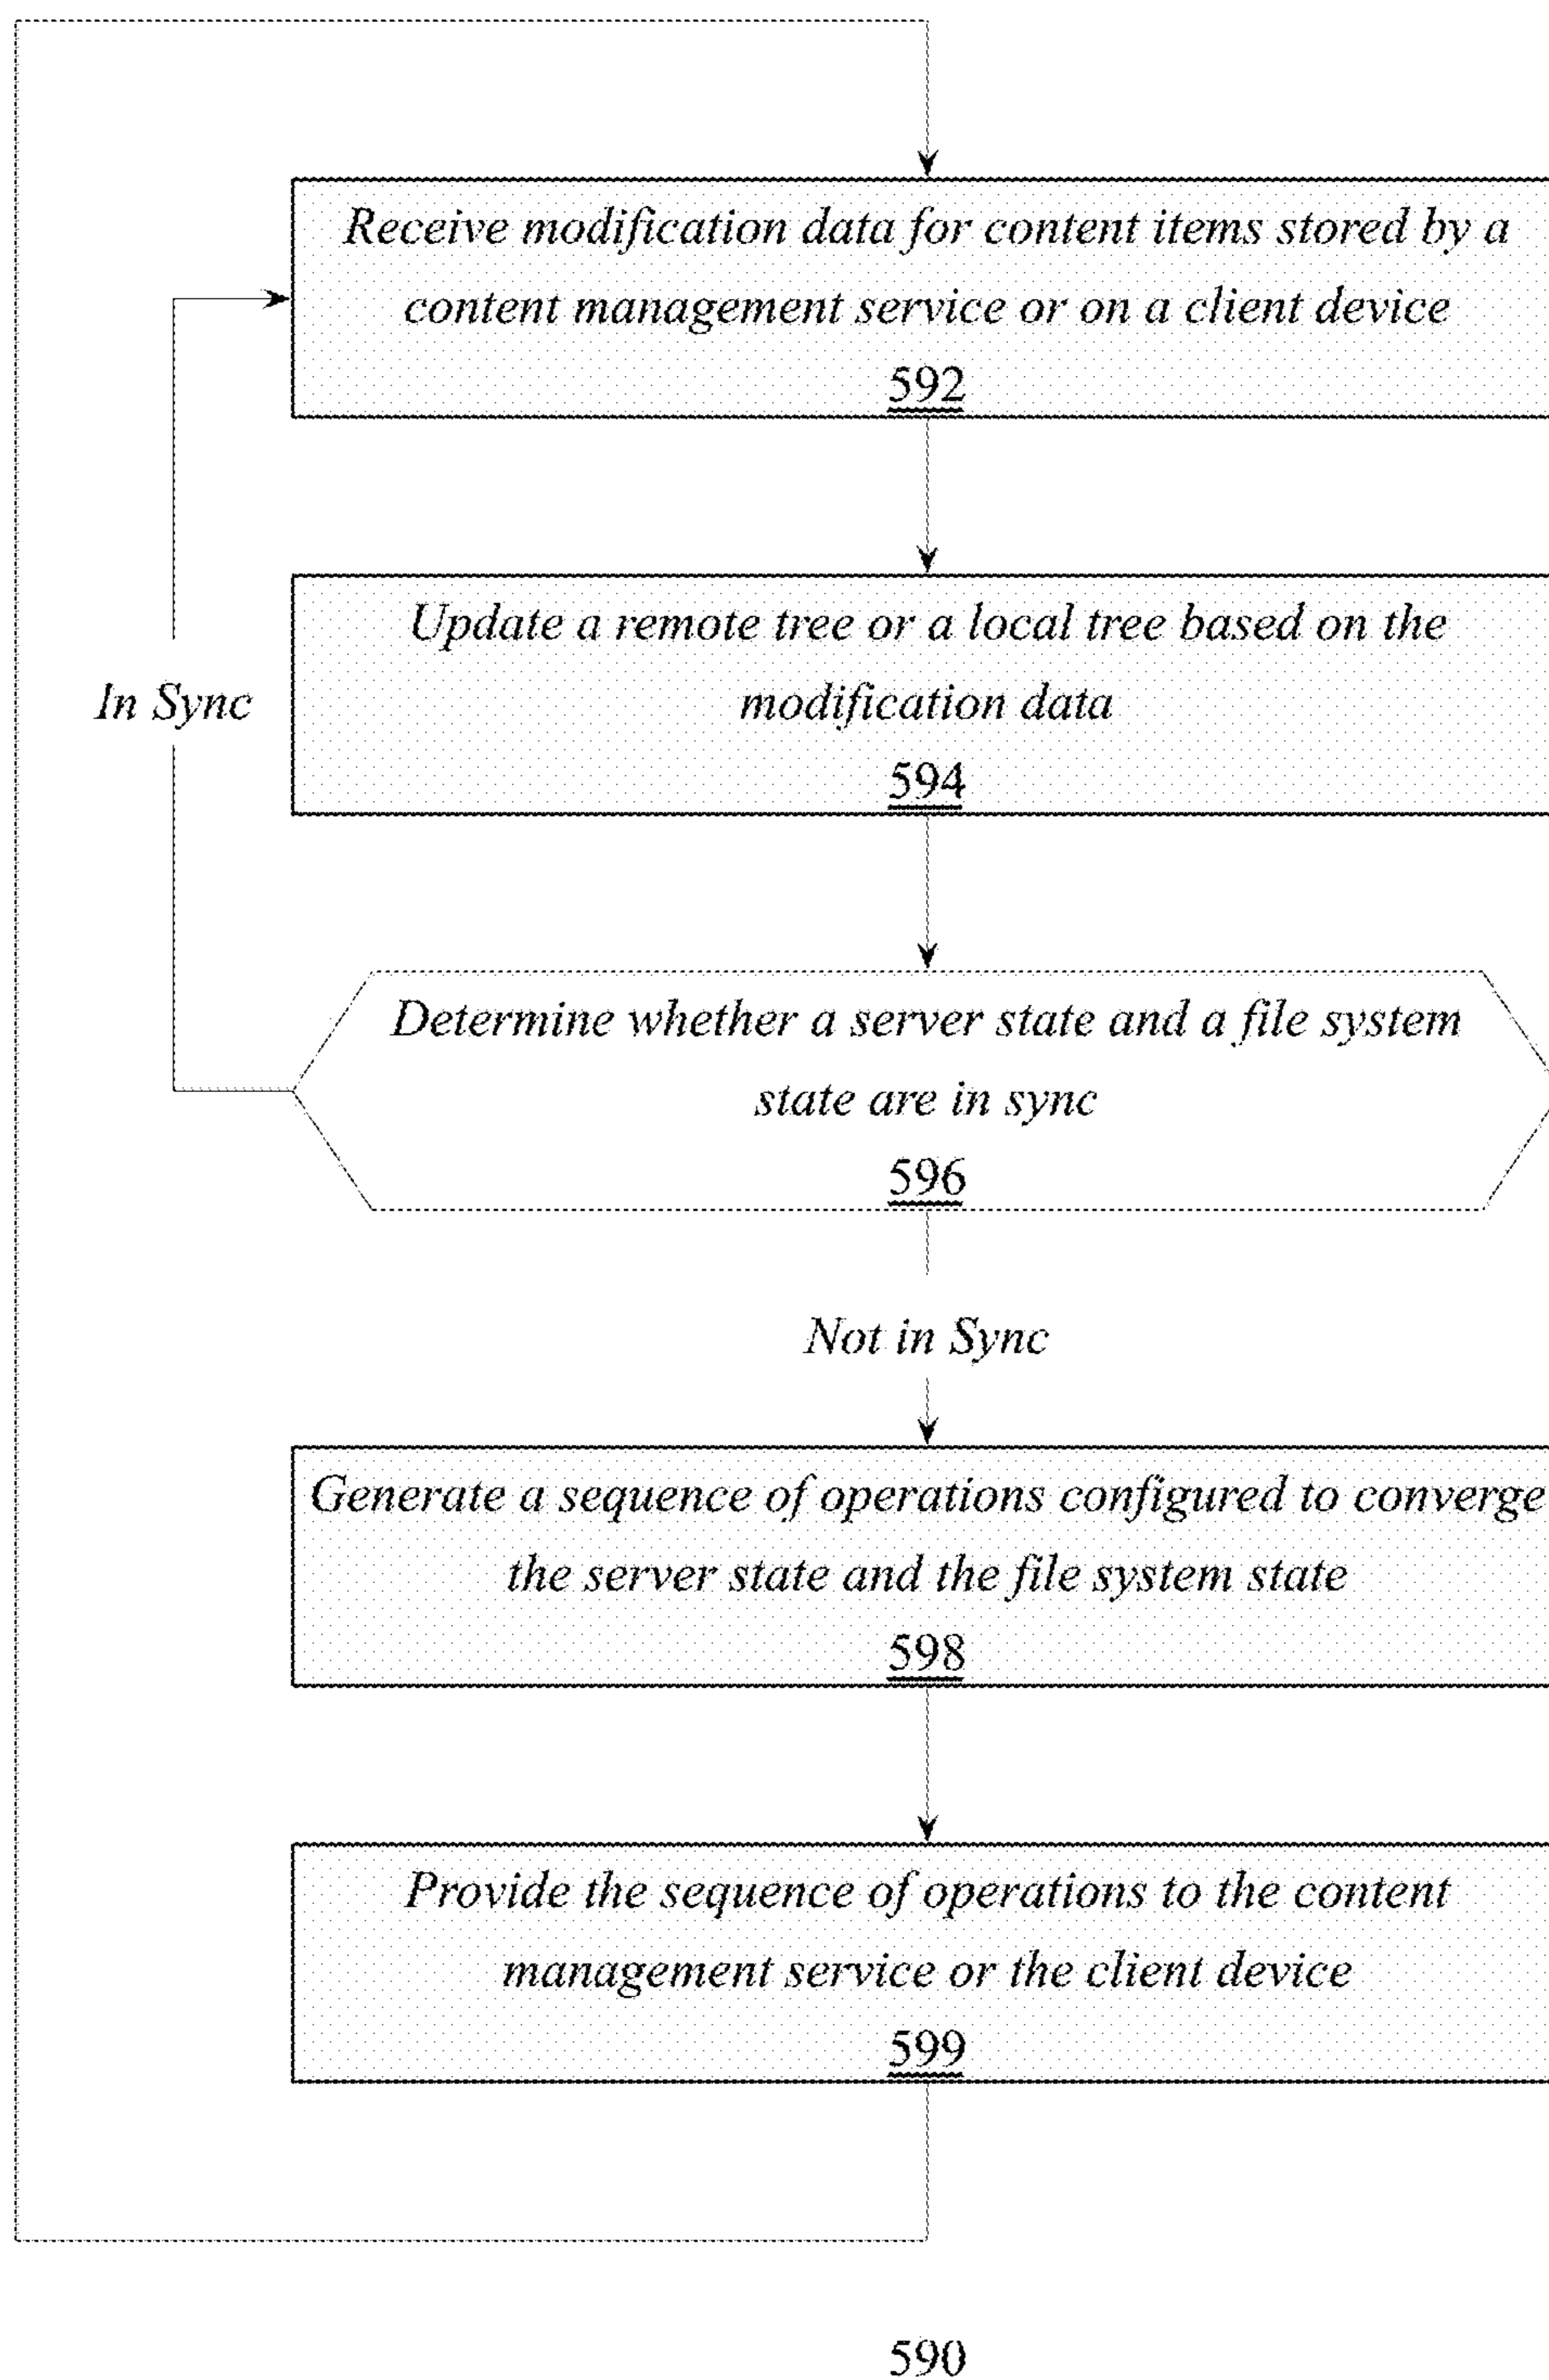 Receive modification data for content items stored by a
content management service or on a client device
592
Update a remote tree or a local tree based on the
modification data
594
In Sync
Determine whether a server state and a file system
state are in sync
596
Not in Sync
Generate a sequence of operations configured to converge
the server state and the file system state
598
Provide the sequence of operations to the content
management service or the client device
599
590